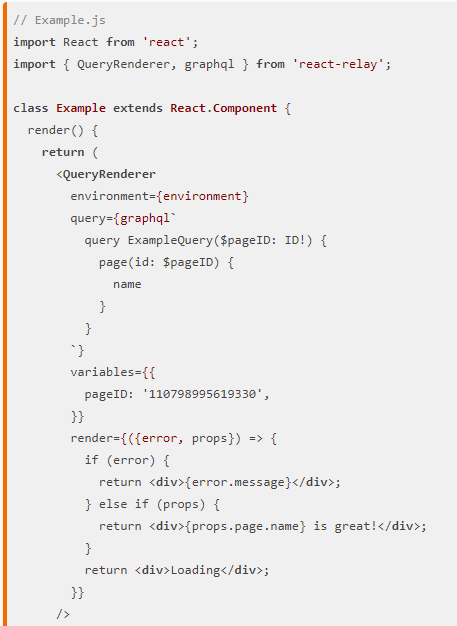 // Example.js
import React from 'react';
import { QueryRenderer, graphql } from 'react-relay';

class Example extends React.Component {
  render() {
    return (
      <QueryRenderer
        environment={environment}
        query={graphql`
          query ExampleQuery($pageID: ID!) {
            page(id: $pageID) {
              name
            }
          }
        `}
        variables={{
          pageID: '110798995619330',
        }}
        render={({error, props}) => {
          if (error) {
            return <div>{error.message}</div>;
          } else if (props) {
            return <div>{props.page.name} is great!</div>;
          }
          return <div>Loading</div>;
        }}
      />